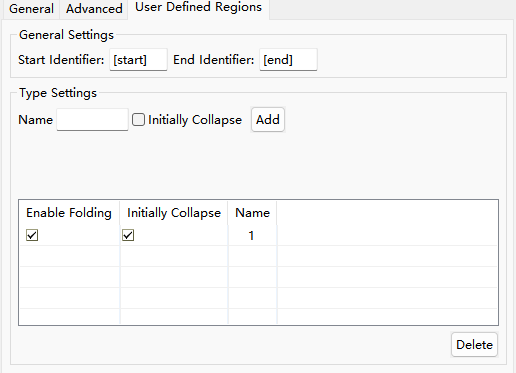 General Advanced User Defined Regions
General Settings
Start Identifier: [start] End Identifier: [end]
Type Settings
Name Initially Collapse Add
Enable Folding Initially Collapse Name
1
Delete